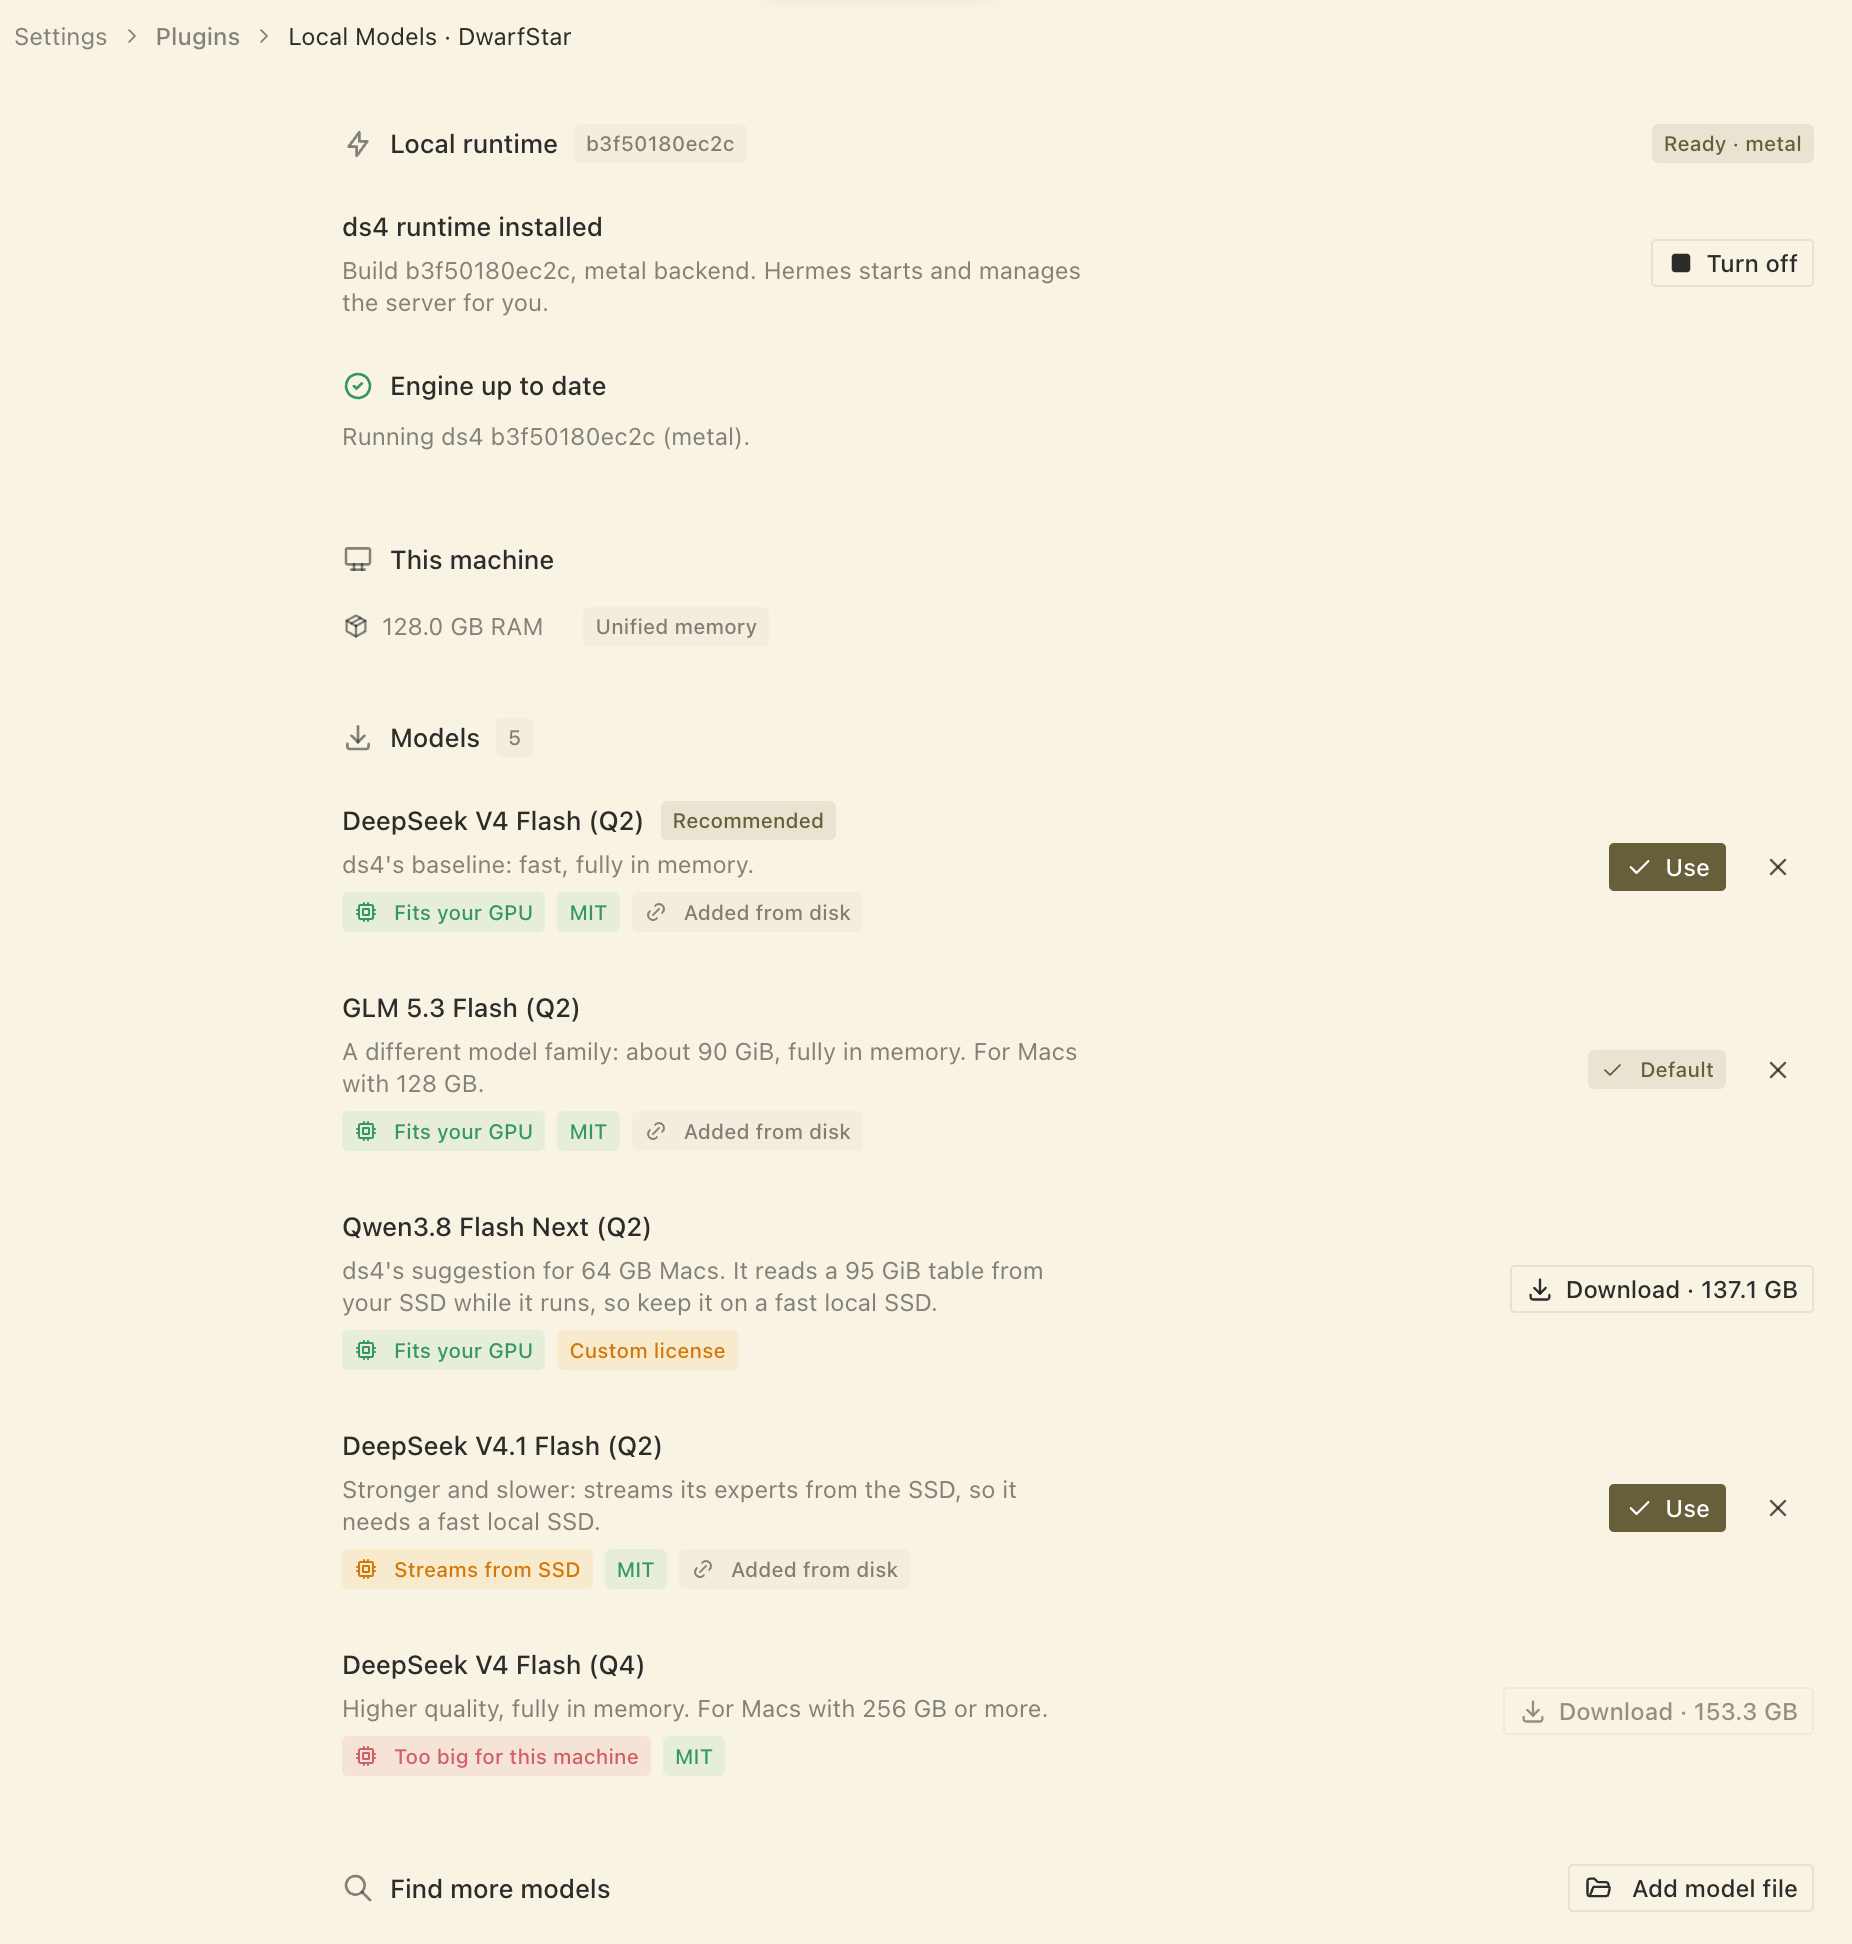 Settings > Plugins > Local Models · DwarfStar
Local runtime b3f50180ec2c Ready · metal
ds4 runtime installed
Build b3f50180ec2c, metal backend. Hermes starts and manages
the server for you.
Turn off
Engine up to date
Running ds4 b3f50180ec2c (metal).
This machine
128.0 GB RAM Unified memory
Models 5
DeepSeek V4 Flash (Q2) Recommended
ds4's baseline: fast, fully in memory.
Use
Fits your GPU MIT Added from disk
GLM 5.3 Flash (Q2)
A different model family: about 90 GiB, fully in memory. For Macs
with 128 GB.
Default
Fits your GPU MIT Added from disk
Qwen3.8 Flash Next (Q2)
ds4's suggestion for 64 GB Macs. It reads a 95 GiB table from
your SSD while it runs, so keep it on a fast local SSD.
Download · 137.1 GB
Fits your GPU Custom license
DeepSeek V4.1 Flash (Q2)
Stronger and slower: streams its experts from the SSD, so it
needs a fast local SSD.
Use
Streams from SSD MIT Added from disk
DeepSeek V4 Flash (Q4)
Higher quality, fully in memory. For Macs with 256 GB or more.
Download · 153.3 GB
Too big for this machine MIT
Find more models Add model file